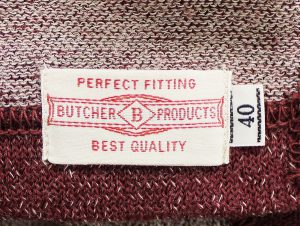 PERFECT FITTING
BUTCHER B PRODUCTS
BEST QUALITY
40